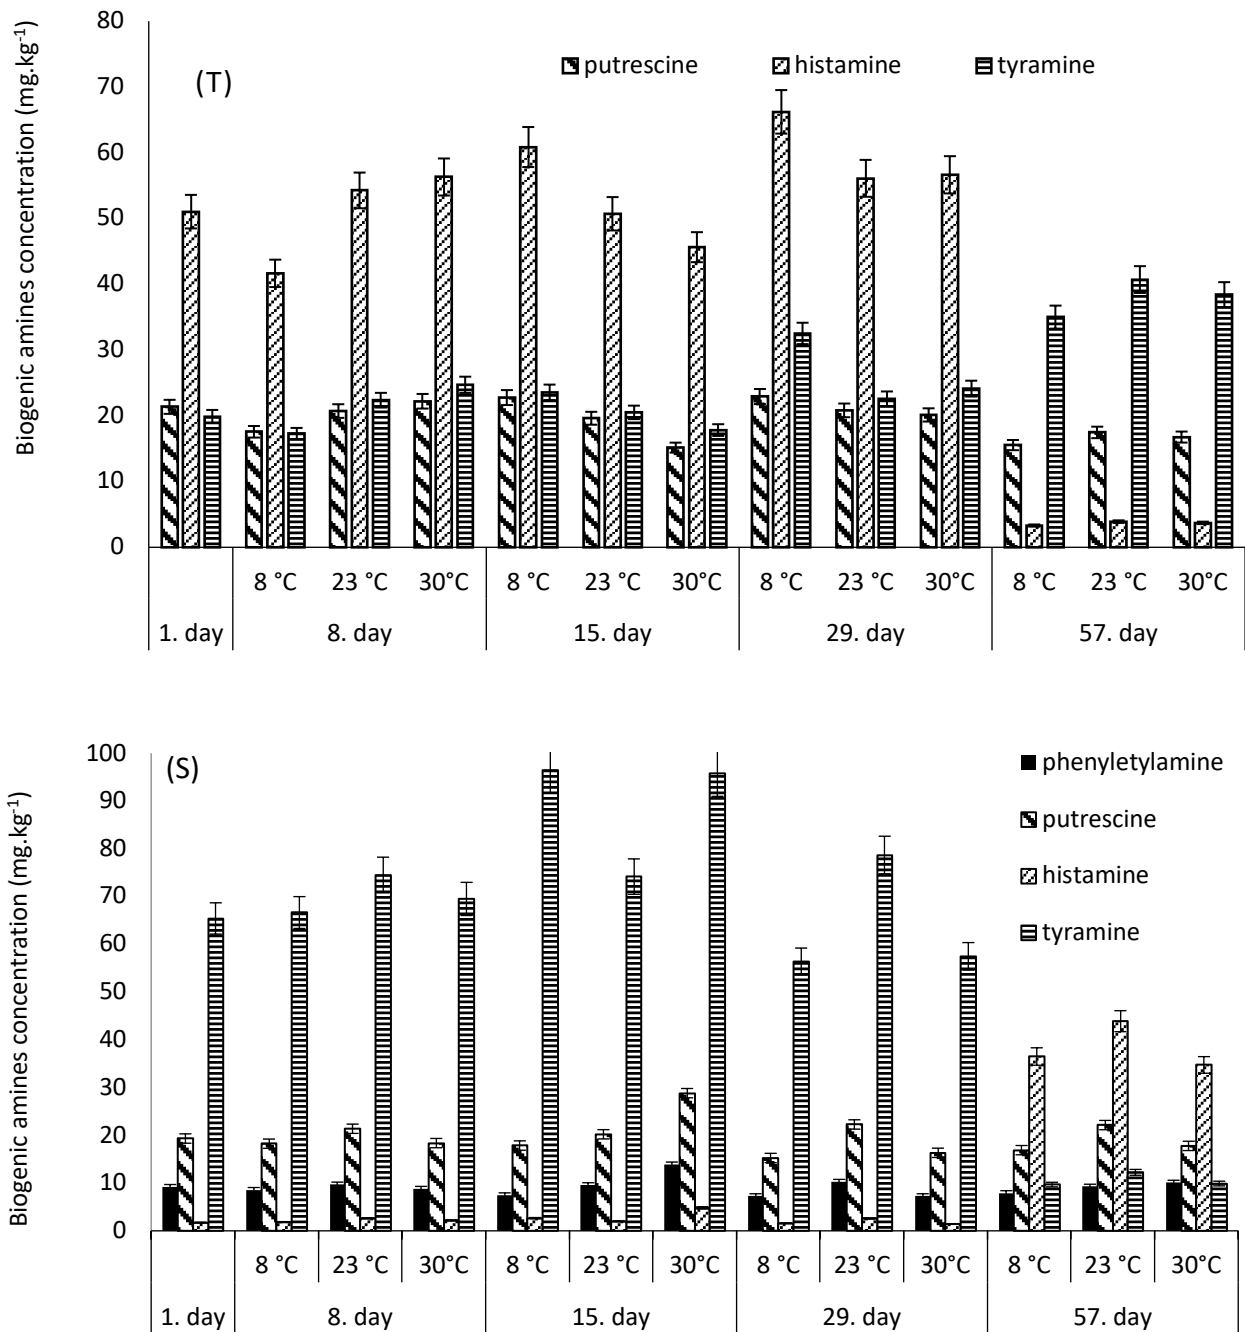 Biogenic amines concentration (mg.kg-1)
80
70
60
50
40
30
20
10
0
(T)
putrescine histamine tyramine
8 °C 23 °C 30°C 8 °C 23 °C 30°C 8 °C 23 °C 30°C 8 °C 23 °C 30°C
1. day 8. day 15. day 29. day 57. day
Biogenic amines concentration (mg.kg-1)
100
90
80
70
60
50
40
30
20
10
0
(S)
phenyletylamine
putrescine
histamine
tyramine
8 °C 23 °C 30°C 8 °C 23 °C 30°C 8 °C 23 °C 30°C 8 °C 23 °C 30°C
1. day 8. day 15. day 29. day 57. day